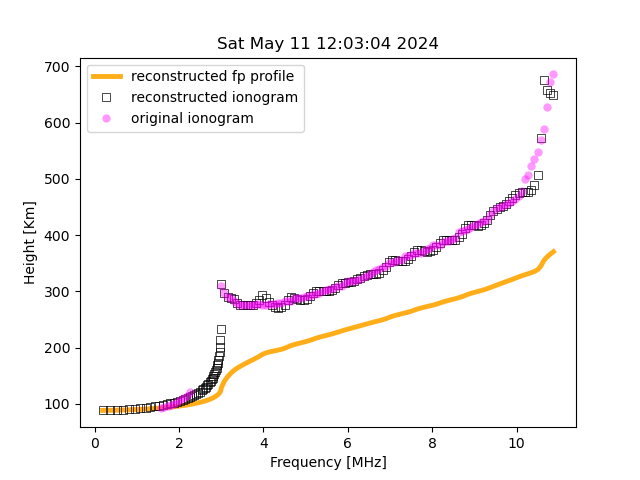 Sat May 11 12:03:04 2024
reconstructed fp profile
reconstructed ionogram
original ionogram
700
600
500
400
300
200
100
Height [Km]
0 2 4 6 8 10
Frequency [MHz]